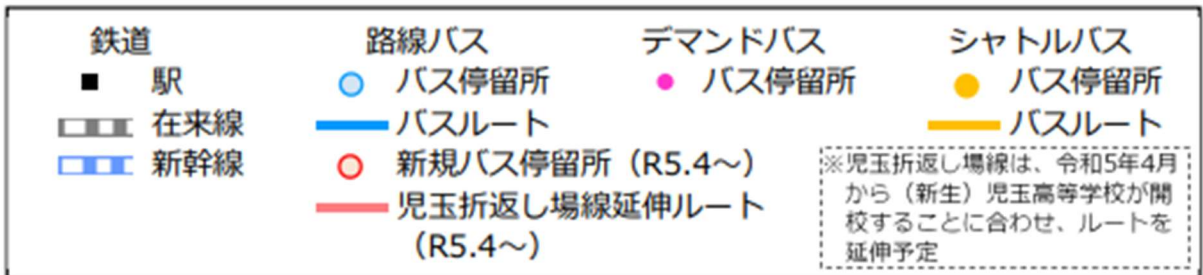 鉄道
駅
在来線
新幹線
路線バス
バス停留所
バスルート
新規バス停留所(R5.4~)
児玉折返し場線延伸ルート
(R5.4~)
デマンドバス
バス停留所
シャトルバス
バス停留所
バスルート
※児玉折返し場線は、令和5年4月
から(新生)児玉高等学校が開
校することに合わせ、ルートを
延伸予定